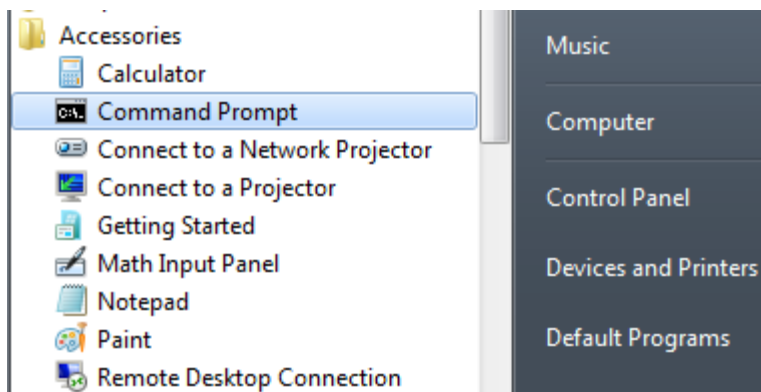 Accessories
Calculator
Command Prompt
Connect to a Network Projector
Connect to a Projector
Getting Started
Math Input Panel
Notepad
Paint
Remote Desktop Connection
Music
Computer
Control Panel
Devices and Printers
Default Programs